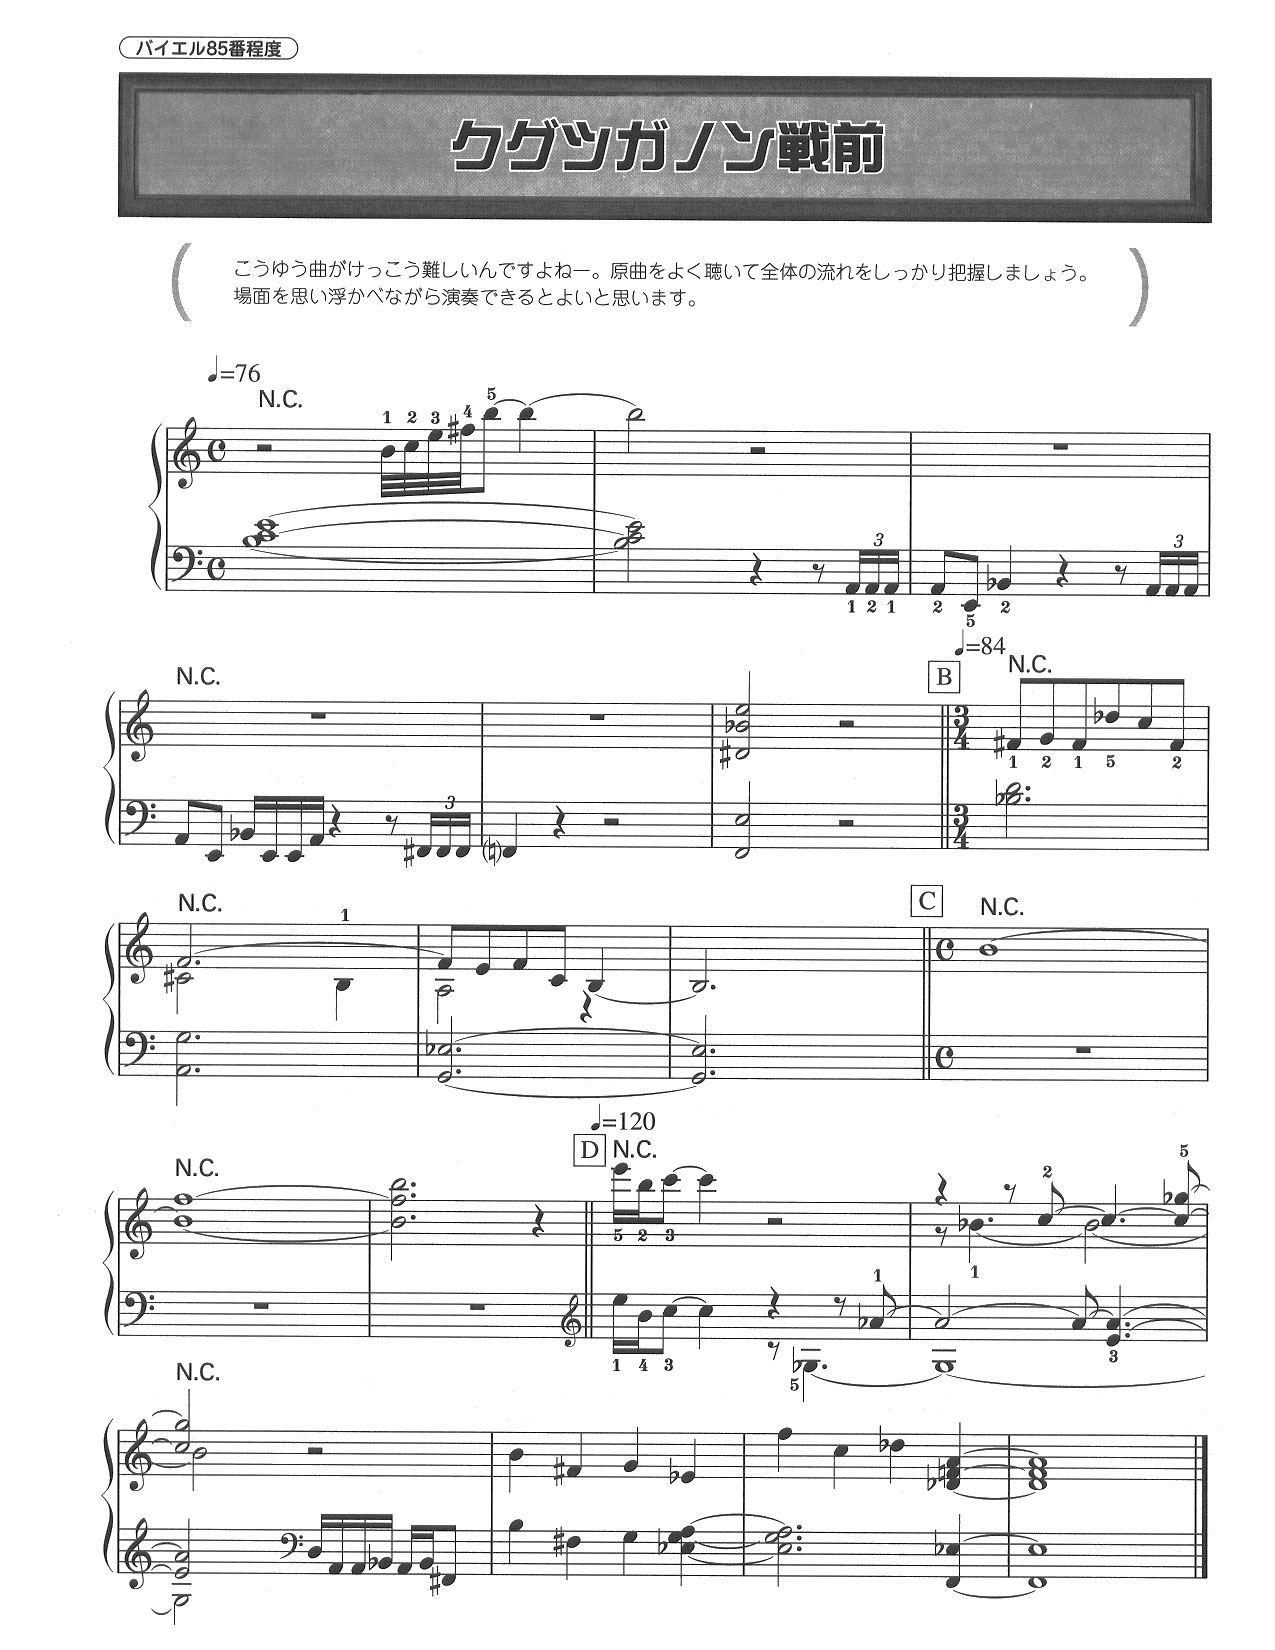 バイエル85番程度
クグツガノン戦前
こうゆう曲がけっこう難しいんですよねー。原曲をよく聴いて全体の流れをしっかり把握しましょう。
場面を思い浮かべながら演奏できるとよいと思います。
♩=76
N.C.
1 2 3 4 5
3 3
1 2 1 2 5 2
♩=84
N.C. B N.C.
1 2 1 5 2
3
N.C. 1 C N.C.
♩=120
N.C. D N.C. 5
2
5 2 3 1
1
1 4 3 5 3
N.C.